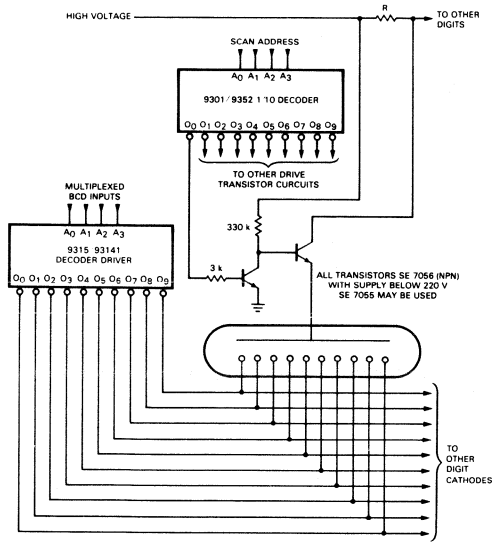 HIGH VOLTAGE
R
TO OTHER
DIGITS
SCAN ADDRESS
A0 A1 A2 A3
9301/9352 1 10 DECODER
O0 O1 O2 O3 O4 O5 O6 O7 O8 O9
TO OTHER DRIVE
TRANSISTOR CURCUITS
MULTIPLEXED
BCD INPUTS
A0 A1 A2 A3
9315 93141
DECODER DRIVER
O0 O1 O2 O3 O4 O5 O6 O7 O8 O9
330 k
3 k
ALL TRANSISTORS SE 7056 (NPN)
WITH SUPPLY BELOW 220 V
SE 7055 MAY BE USED
TO
OTHER
DIGIT
CATHODES